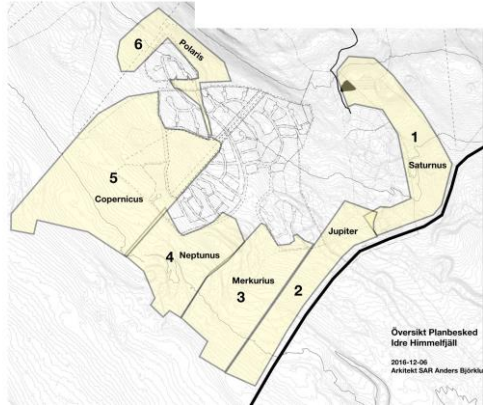 6
Polaris
1
Saturnus
5
Copernicus
Jupiter
4
Neptunus
2
Merkurius
3
Översikt Planbesked
Idre Himmelfjäll
2016-12-06
Arkitekt SAR Anders Björklu